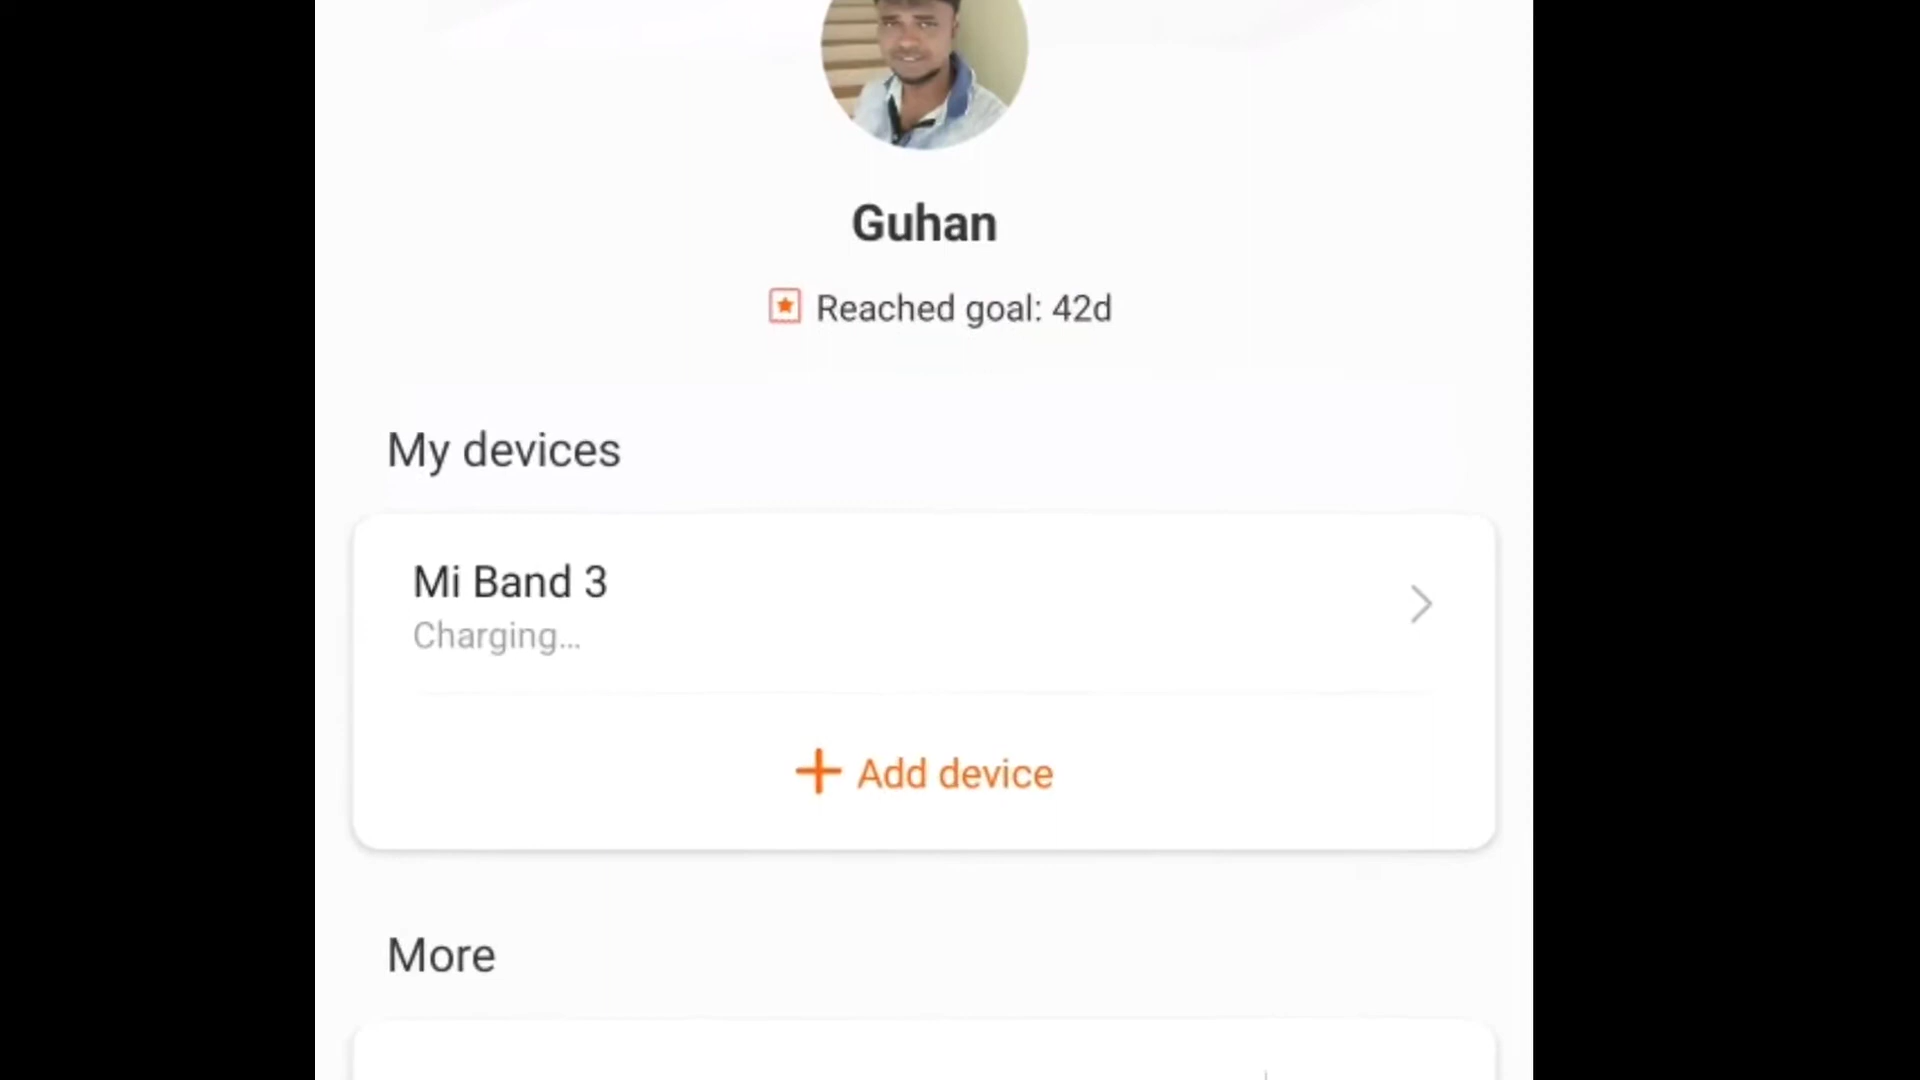 Guhan
Reached goal: 42d
My devices
Mi Band 3
Charging...
Add device
More